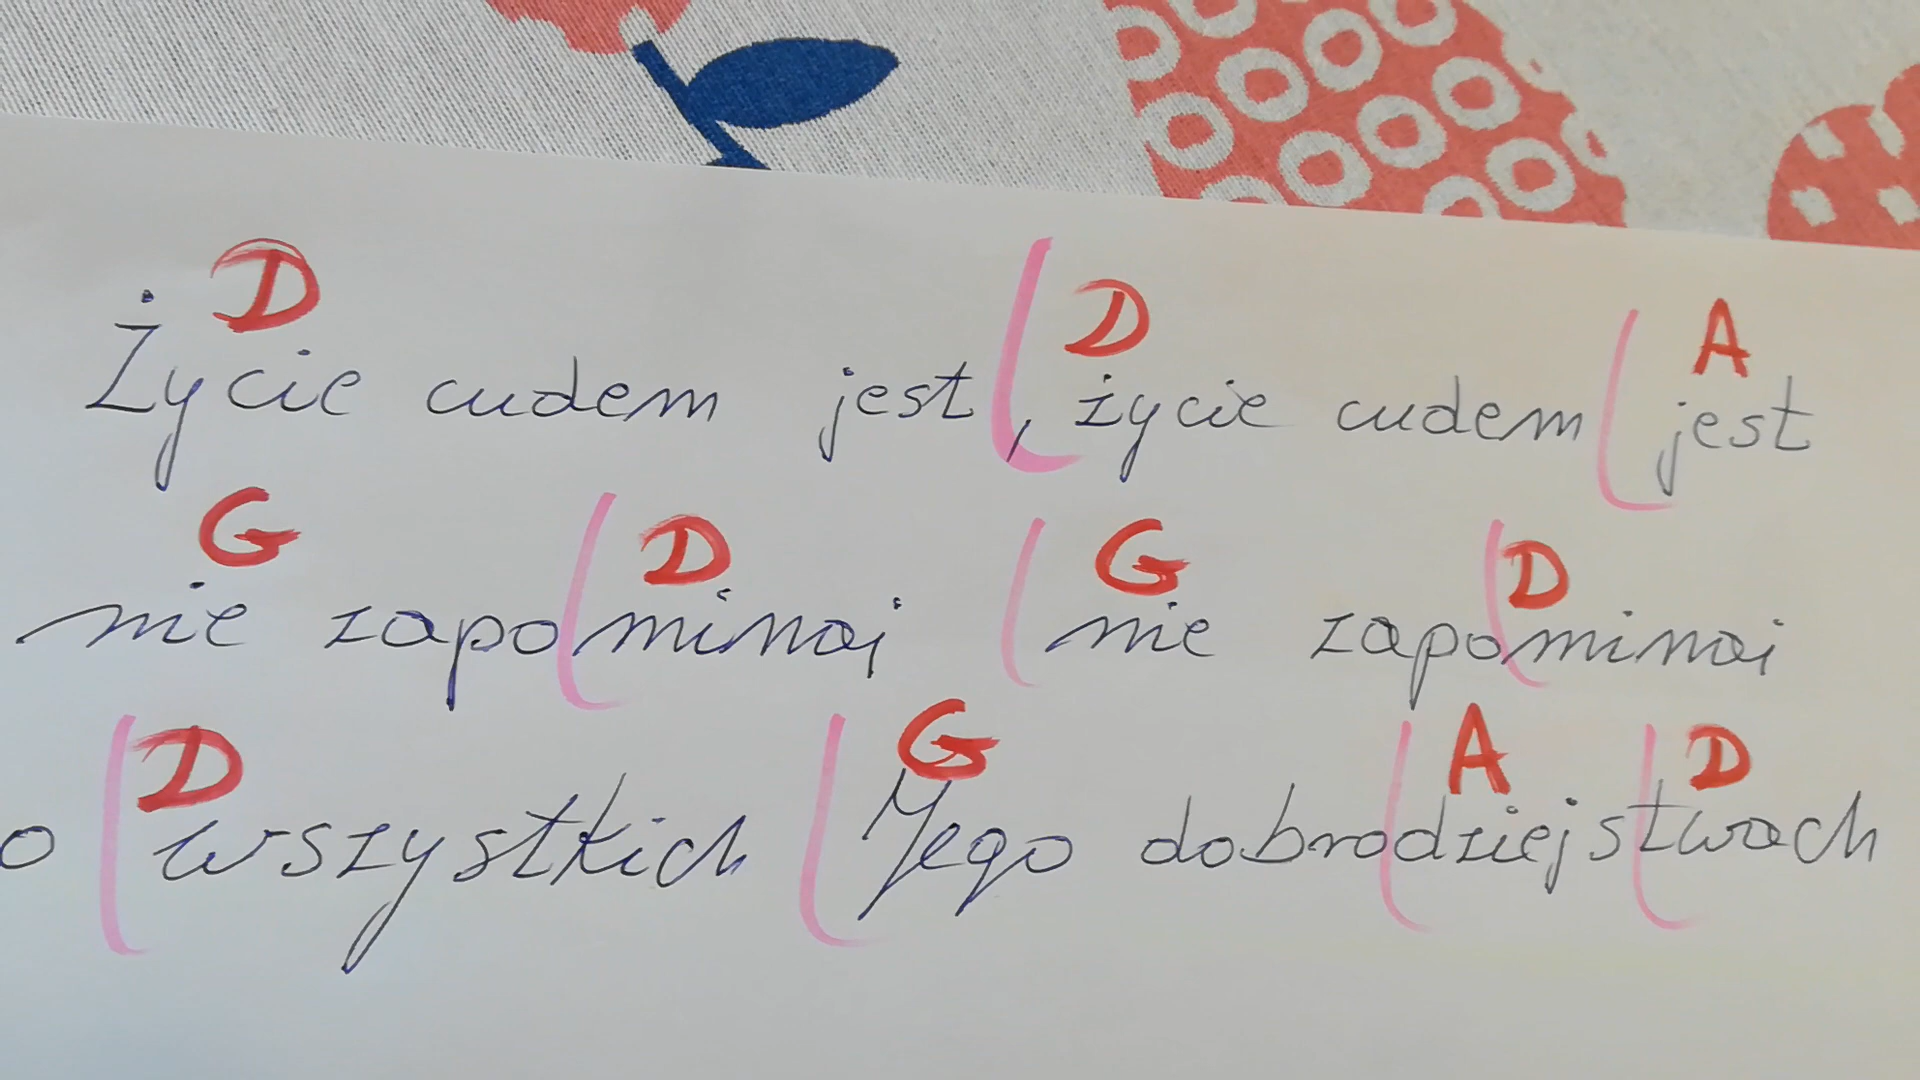 D D A
Życie cudem jest, życie cudem jest
G D G D
nie zapominaj nie zapominaj
D G A D
o wszystkich Jego dobrodziejstwach